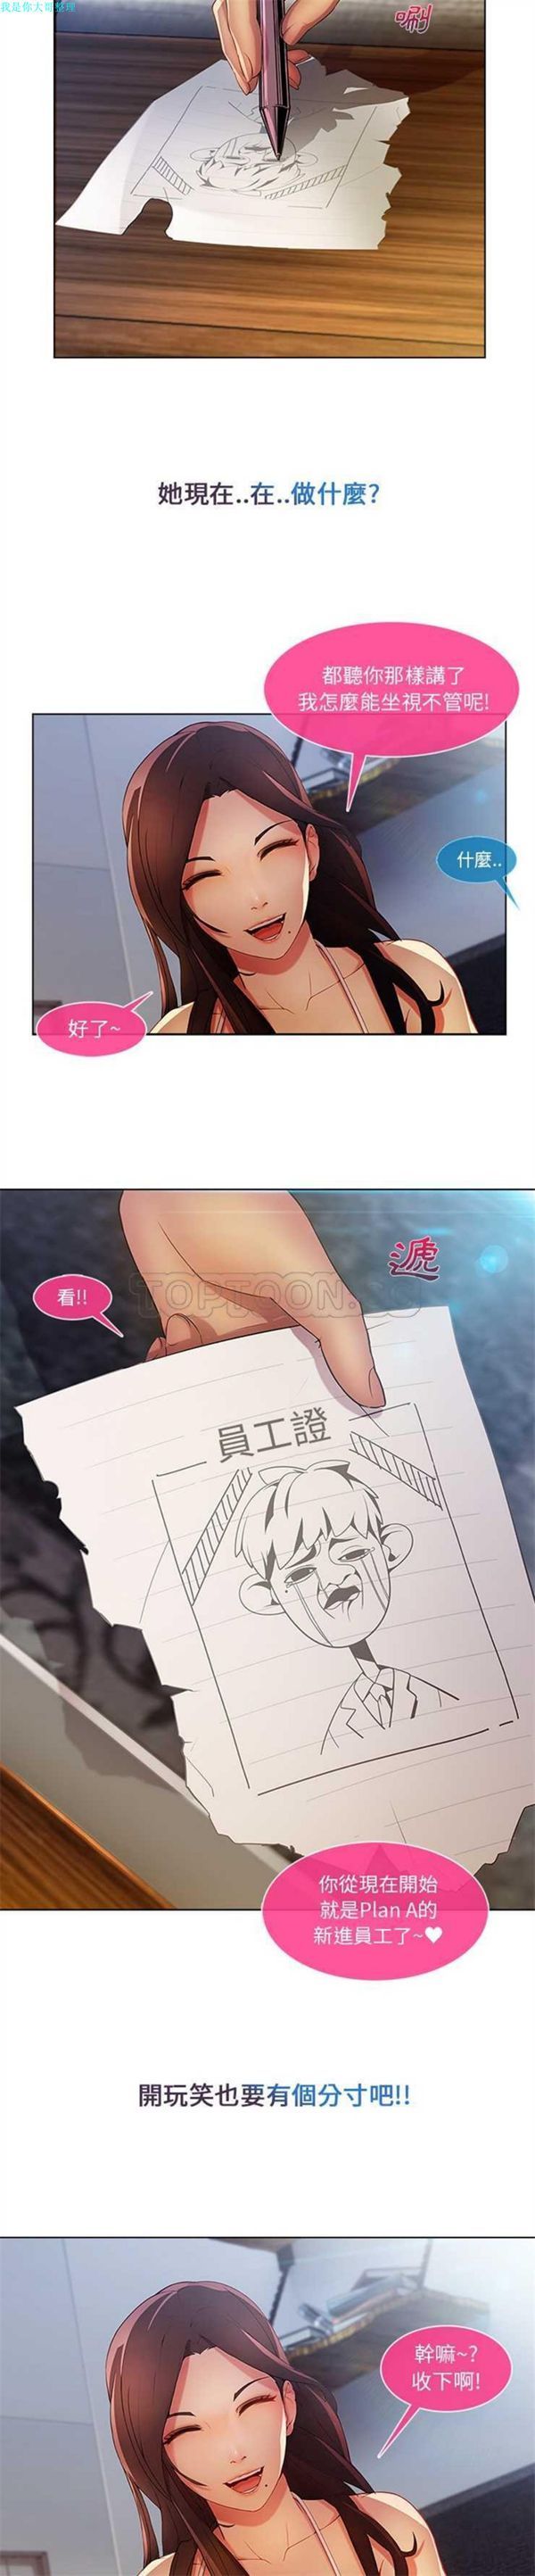 我是你大哥整理
唰
她現在..在..做什麼?
都聽你那樣講了
我怎麼能坐視不管呢!
什麼..
好了~
遞
看!!
TOPTOON.CC
員工證
你從現在開始
就是Plan A的
新進員工了~♥
開玩笑也要有個分寸吧!!
幹嘛~?
收下啊!